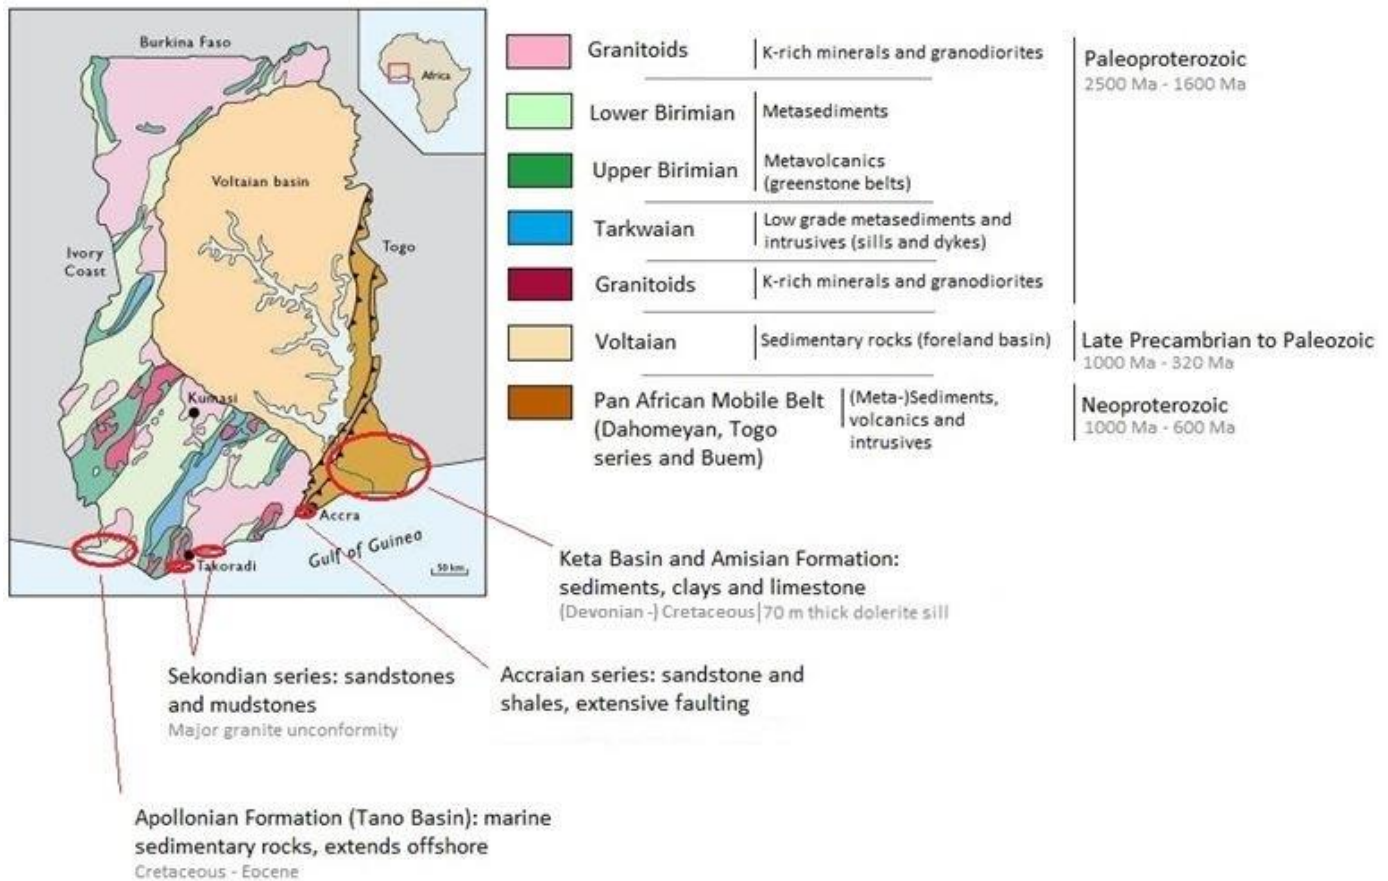 Burkina Faso
Africa
Voltaian basin
Ivory
Coast
Togo
Kumasi
Accra
Takoradi
Gulf of Guinea
50 km
Granitoids
K-rich minerals and granodiorites
Paleoproterozoic
2500 Ma - 1600 Ma
Lower Birimian
Metasediments
Upper Birimian
Metavolcanics
(greenstone belts)
Tarkwaian
Low grade metasediments and
intrusives (sills and dykes)
Granitoids
K-rich minerals and granodiorites
Voltaian
Sedimentary rocks (foreland basin)
Late Precambrian to Paleozoic
1000 Ma - 320 Ma
Pan African Mobile Belt
(Dahomeyan, Togo
series and Buem)
(Meta-)Sediments,
volcanics and
intrusives
Neoproterozoic
1000 Ma - 600 Ma
Keta Basin and Amisian Formation:
sediments, clays and limestone
(Devonian -) Cretaceous|70 m thick dolerite sill
Sekondian series: sandstones
and mudstones
Major granite unconformity
Accraian series: sandstone and
shales, extensive faulting
Apollonian Formation (Tano Basin): marine
sedimentary rocks, extends offshore
Cretaceous - Eocene